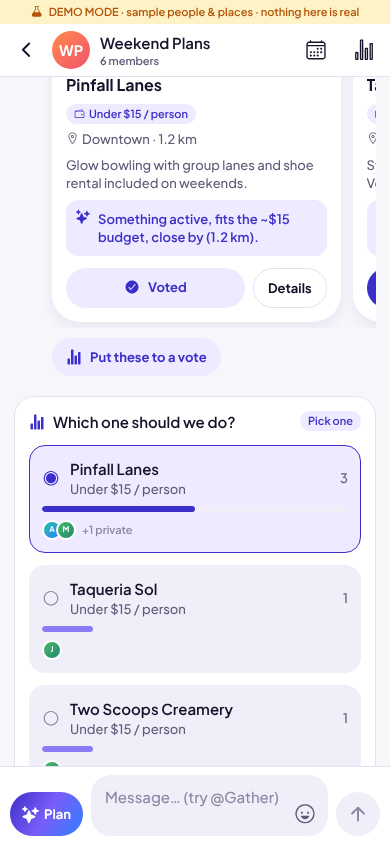 DEMO MODE · sample people & places · nothing here is real
WP
Weekend Plans
6 members
Pinfall Lanes
Under $15 / person
Downtown · 1.2 km
Glow bowling with group lanes and shoe
rental included on weekends.
Something active, fits the ~$15
budget, close by (1.2 km).
Voted
Details
Put these to a vote
Which one should we do?
Pick one
Pinfall Lanes
3
Under $15 / person
A M +1 private
Taqueria Sol
1
Under $15 / person
J
Two Scoops Creamery
1
Under $15 / person
Plan
Message… (try @Gather)